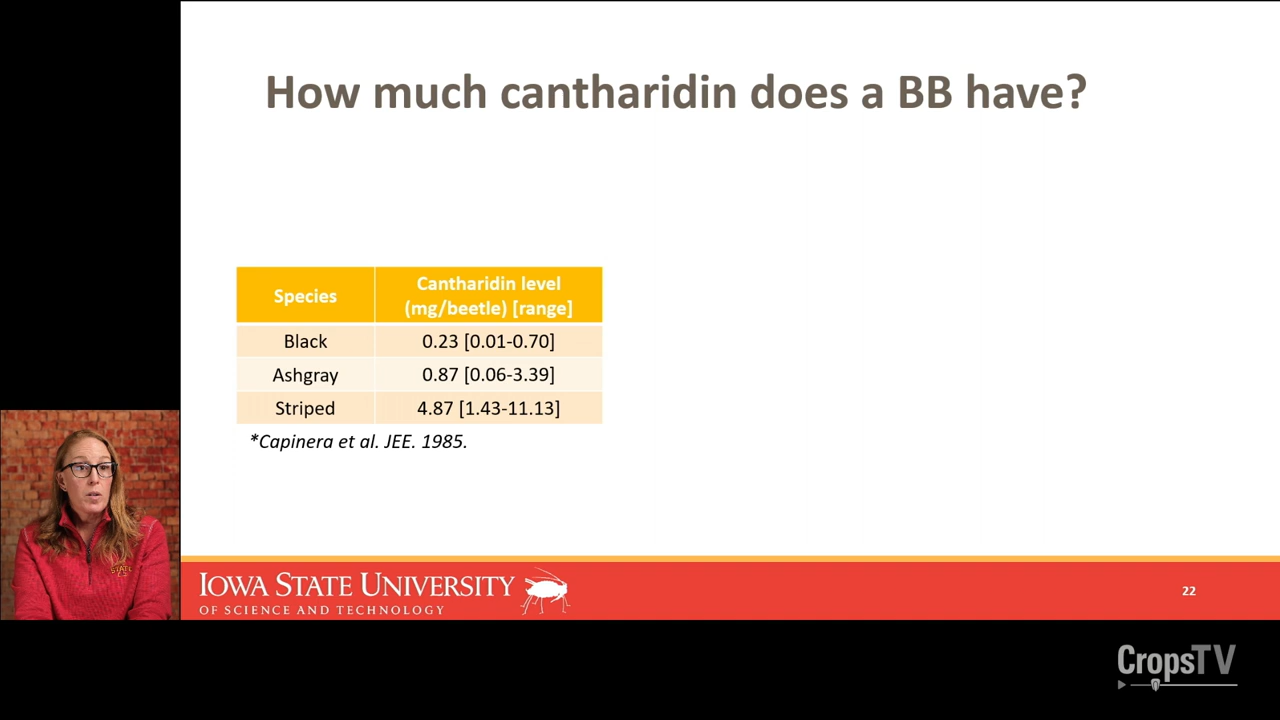 How much cantharidin does a BB have?
Species
Cantharidin level
(mg/beetle) [range]
Black
0.23 [0.01-0.70]
Ashgray
0.87 [0.06-3.39]
Striped
4.87 [1.43-11.13]
*Capinera et al. JEE. 1985.
IOWA STATE UNIVERSITY
OF SCIENCE AND TECHNOLOGY
22
CropsTV